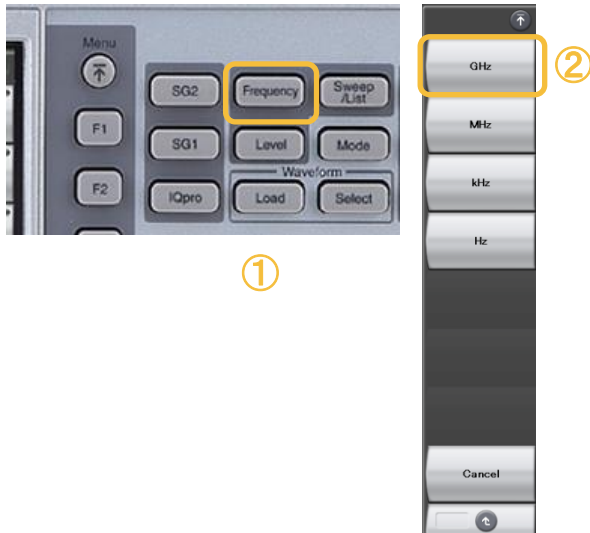 Menu
SG2 Frequency Sweep
/List
F1
SG1 Level Mode
Waveform
F2
IQpro Load Select
①
GHz
②
MHz
kHz
Hz
Cancel